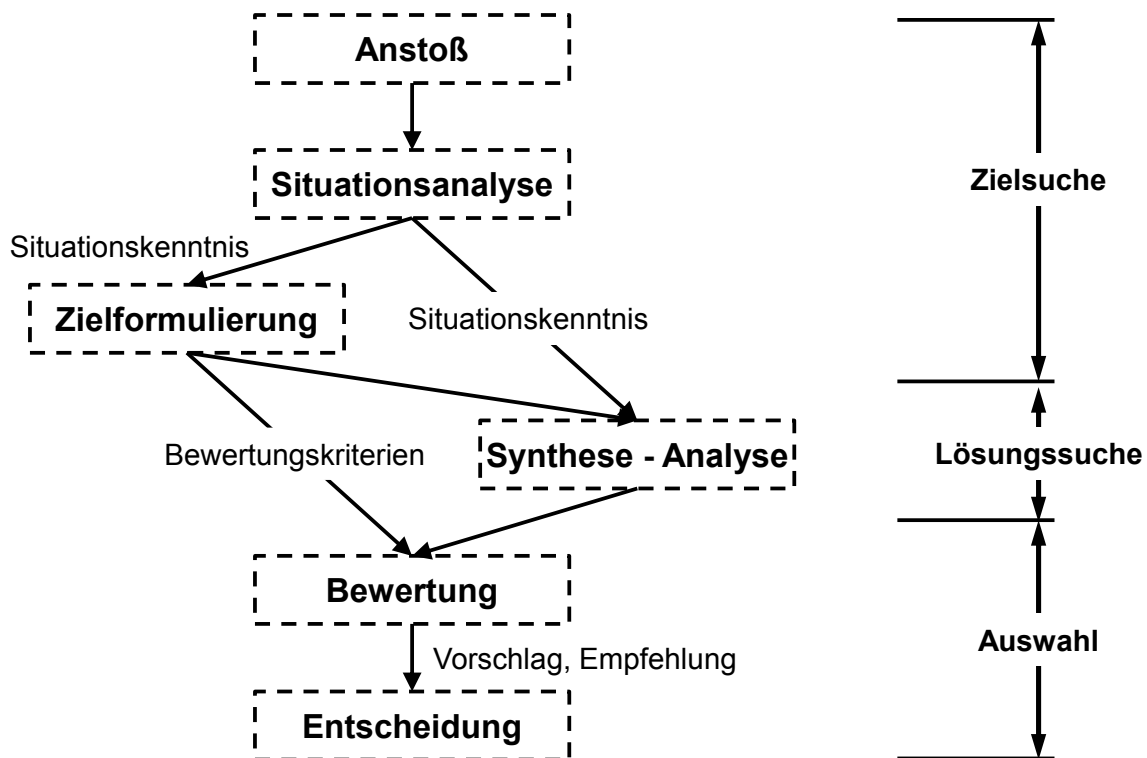 Anstoß
Situationsanalyse
Zielsuche
Situationskenntnis
Zielformulierung
Situationskenntnis
Bewertungskriterien
Synthese - Analyse
Lösungssuche
Bewertung
Auswahl
Vorschlag, Empfehlung
Entscheidung